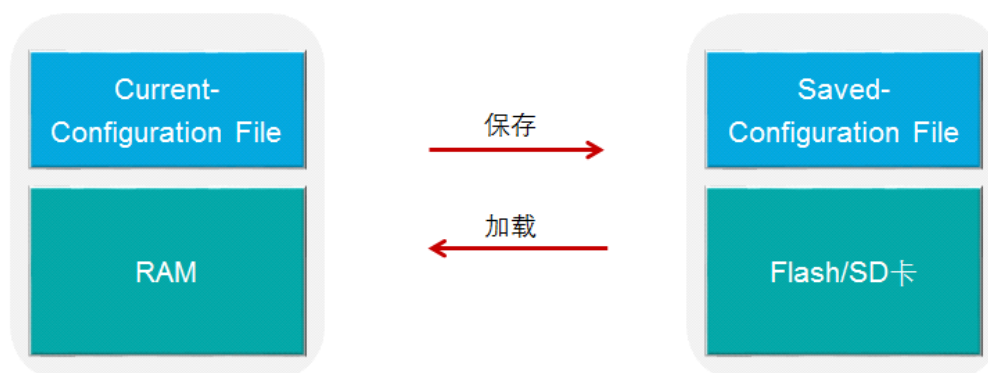 Current-
Configuration File
RAM
保存
加载
Saved-
Configuration File
Flash/SD卡